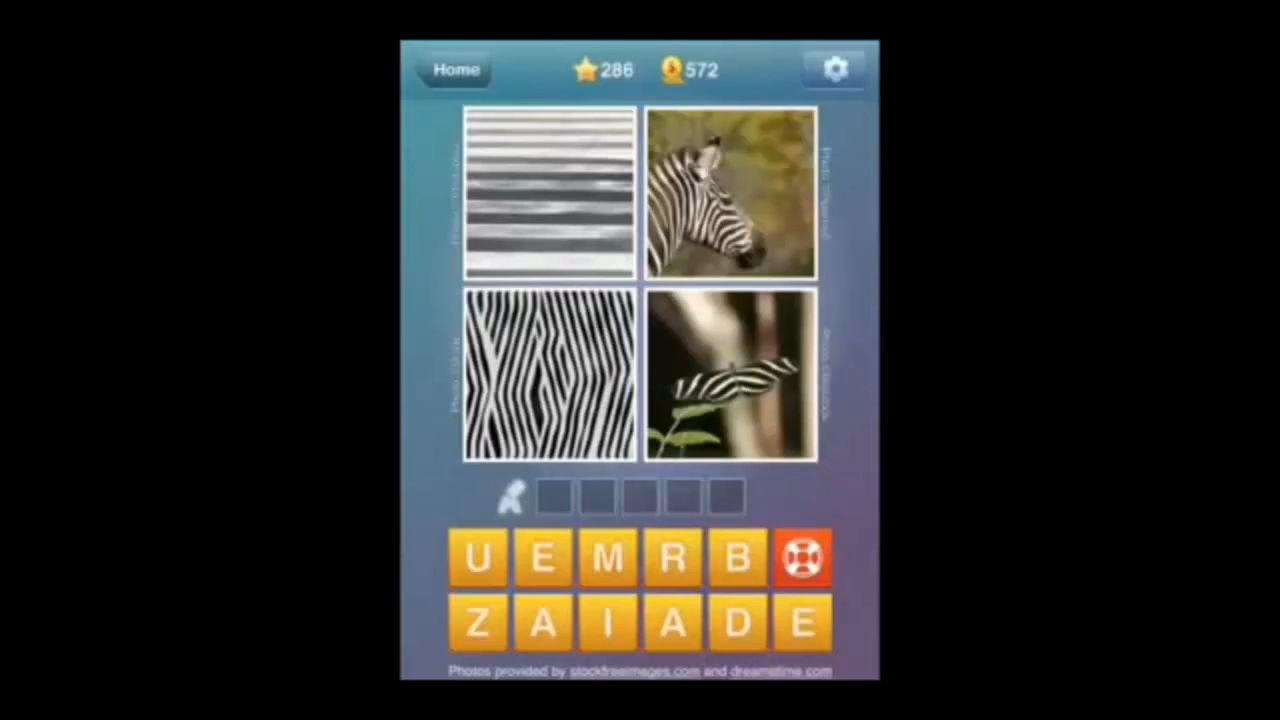 Home 286 572
U E M R B
Z A I A D E
Photos provided by stockfreeimages.com and dreamstime.com